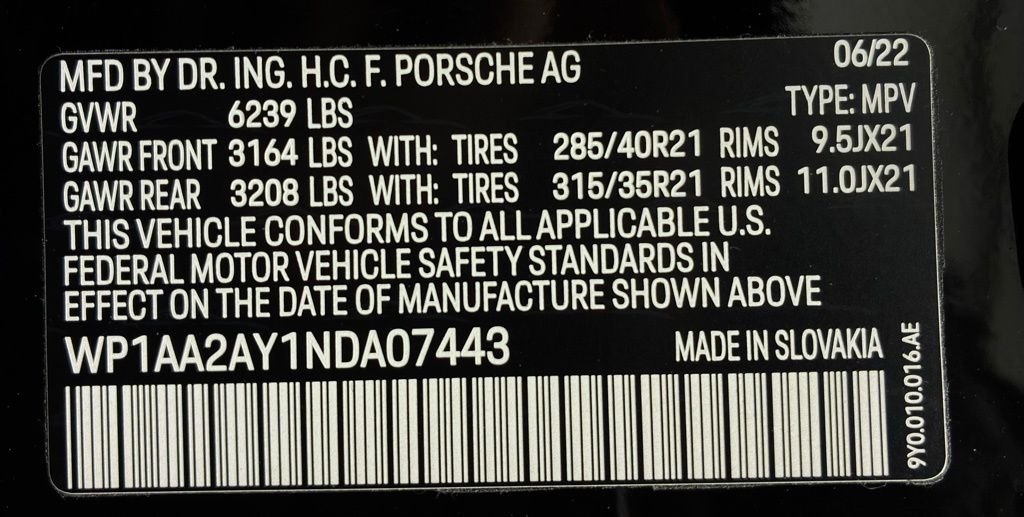 MFD BY DR. ING. H.C. F. PORSCHE AG 06/22
GVWR 6239 LBS TYPE: MPV
GAWR FRONT 3164 LBS WITH: TIRES 285/40R21 RIMS 9.5JX21
GAWR REAR 3208 LBS WITH: TIRES 315/35R21 RIMS 11.0JX21
THIS VEHICLE CONFORMS TO ALL APPLICABLE U.S.
FEDERAL MOTOR VEHICLE SAFETY STANDARDS IN
EFFECT ON THE DATE OF MANUFACTURE SHOWN ABOVE
WP1AA2AY1NDA07443 MADE IN SLOVAKIA
9Y0.010.016.AE